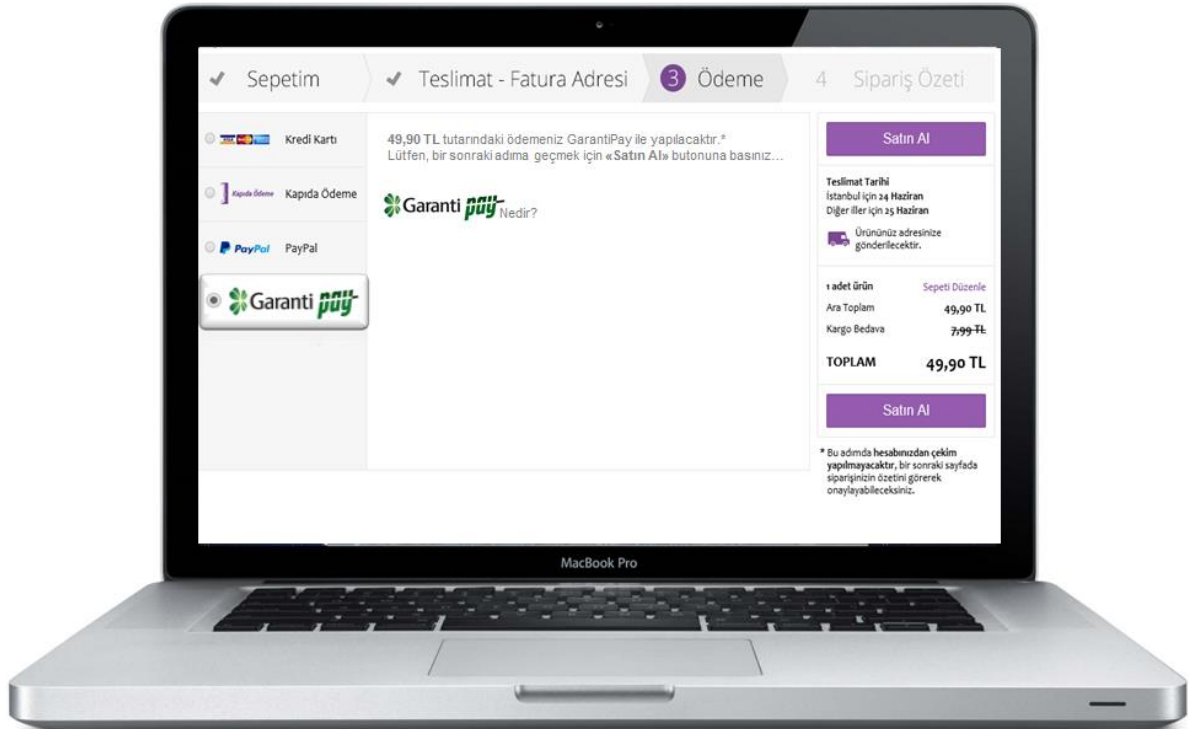 ✔ Sepetim
✔ Teslimat - Fatura Adresi
3 Ödeme
4 Sipariş Özeti
Kredi Kartı
Kapıda Ödeme Kapıda Ödeme
PayPal PayPal
Garanti pay
49,90 TL tutarındaki ödemeniz GarantiPay ile yapılacaktır.*
Lütfen, bir sonraki adıma geçmek için «Satın Al» butonuna basınız...
Garanti pay Nedir?
Satın Al
Teslimat Tarihi
İstanbul için 24 Haziran
Diğer iller için 25 Haziran
Ürününüz adresinize
gönderilecektir.
1 adet ürün Sepeti Düzenle
Ara Toplam 49,90 TL
Kargo Bedava 7,99 TL
TOPLAM 49,90 TL
Satın Al
* Bu adımda hesabınızdan çekim
yapılmayacaktır, bir sonraki sayfada
siparişinizin özetini görerek
onaylayabileceksiniz.
MacBook Pro